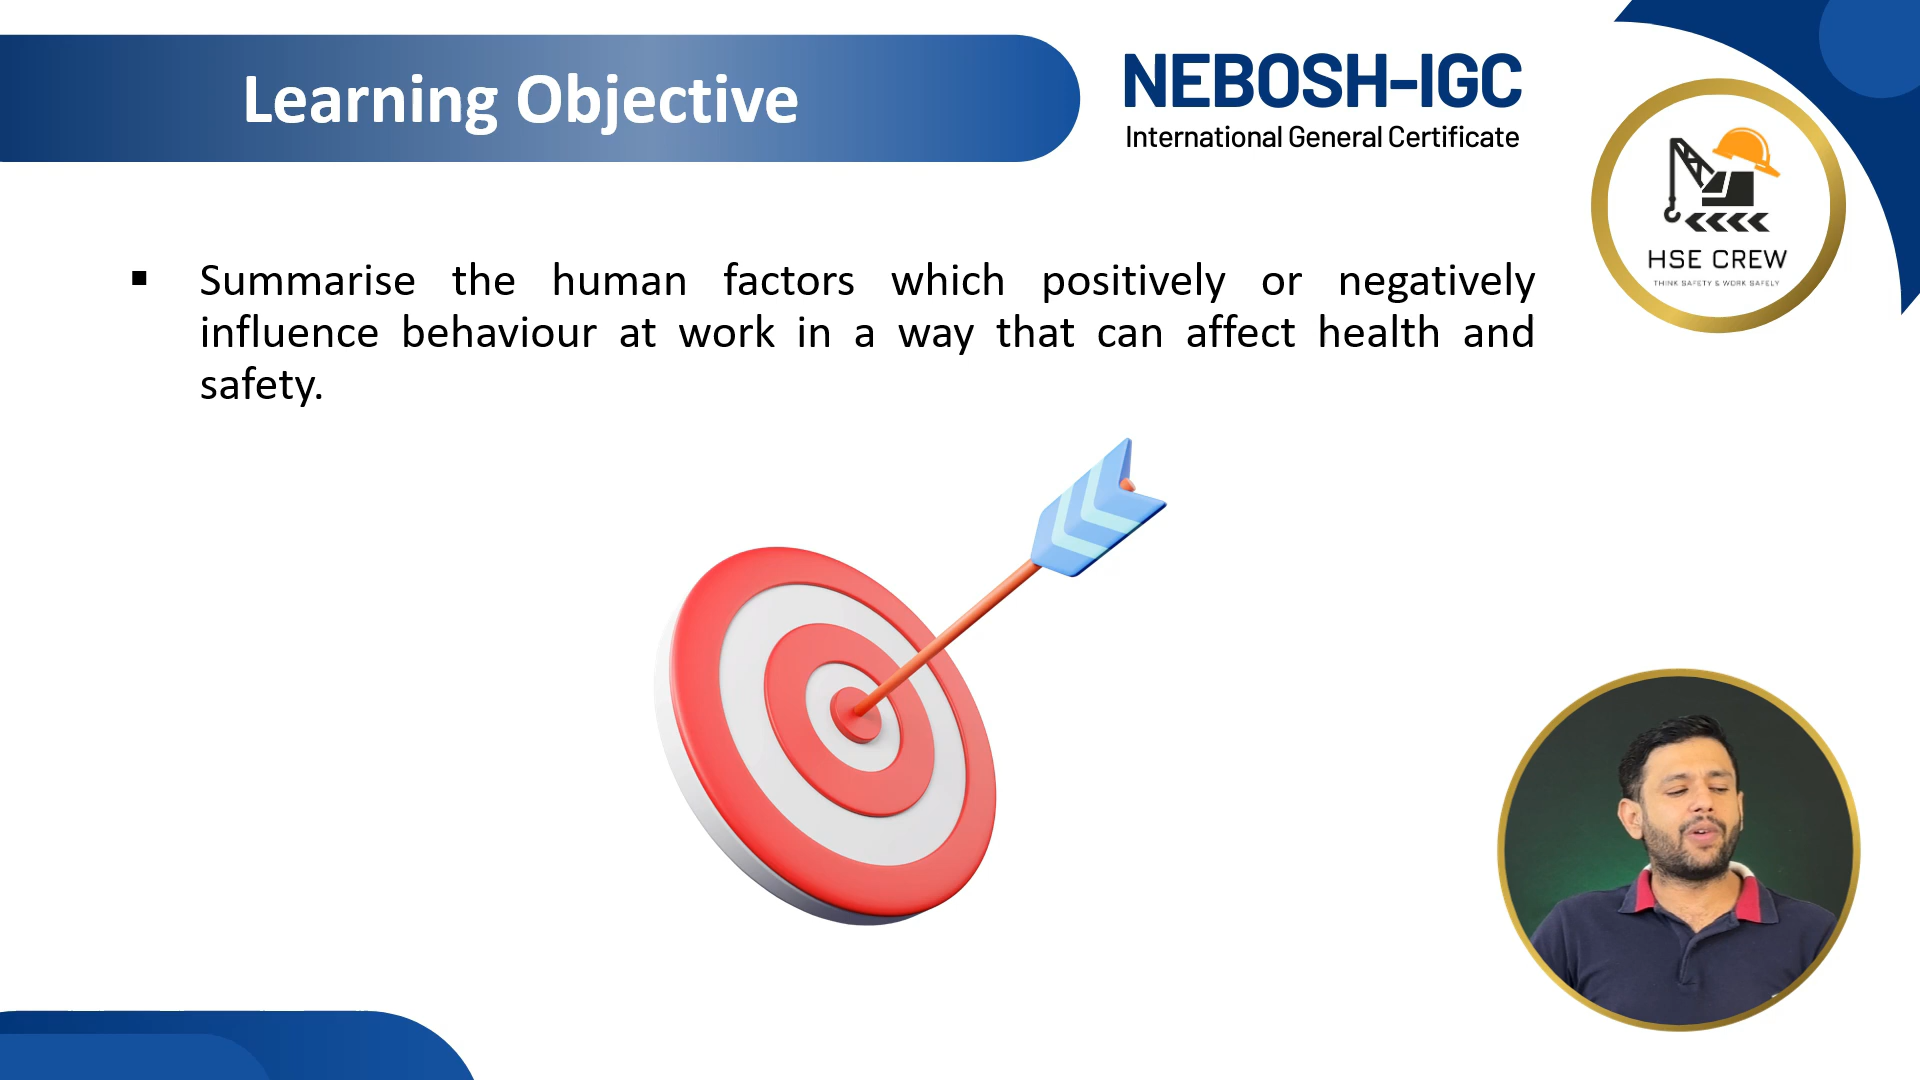 Learning Objective
NEBOSH-IGC
International General Certificate
HSE CREW
THINK SAFETY & WORK SAFELY
▪ Summarise the human factors which positively or negatively
influence behaviour at work in a way that can affect health and
safety.